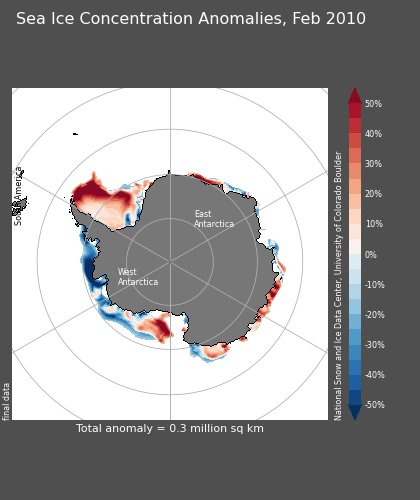 Sea Ice Concentration Anomalies, Feb 2010
South America
East
Antarctica
West
Antarctica
50%
40%
30%
20%
10%
0%
-10%
-20%
-30%
-40%
-50%
National Snow and Ice Data Center, University of Colorado Boulder
final data
Total anomaly = 0.3 million sq km